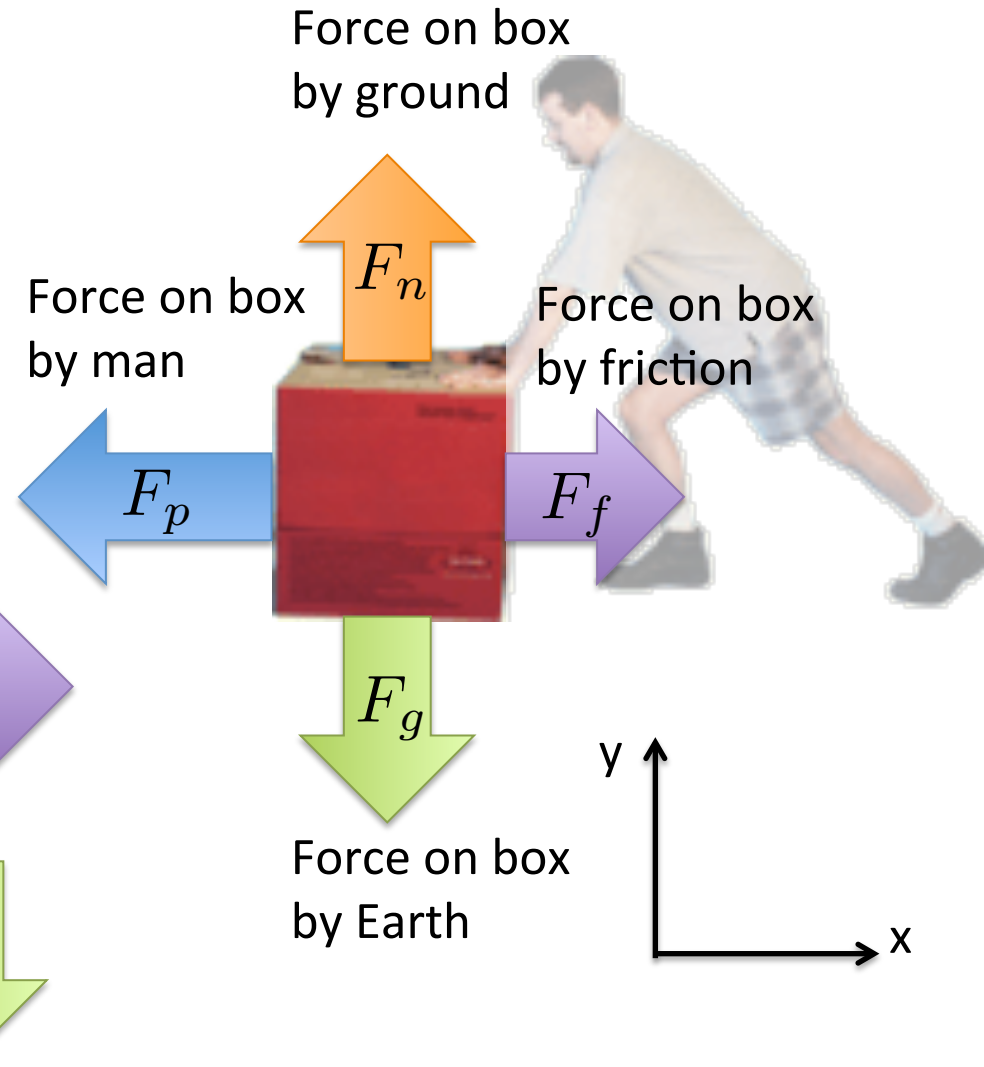 Force on box
by ground
F_n
Force on box
by man
Force on box
by friction
F_p
F_f
F_g
y
Force on box
by Earth
x